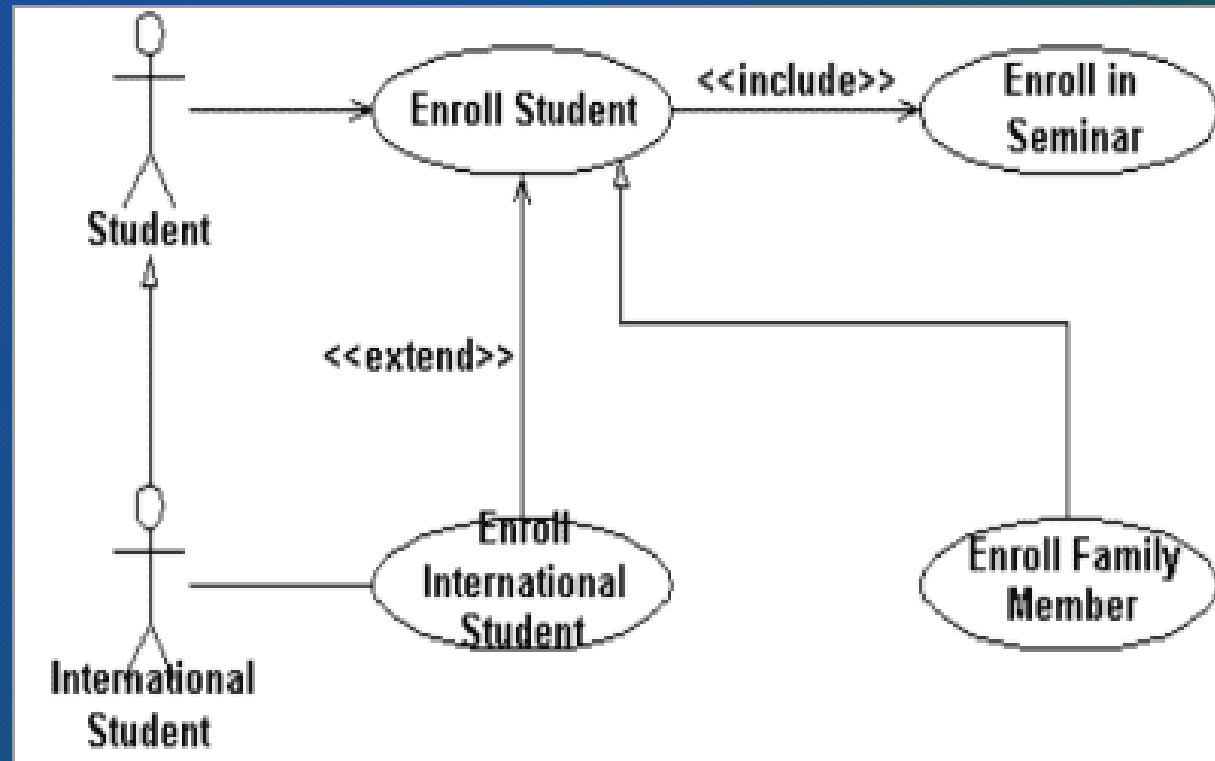 Enroll Student
<<include>>
Enroll in
Seminar
Student
<<extend>>
Enroll
International
Student
Enroll Family
Member
International
Student